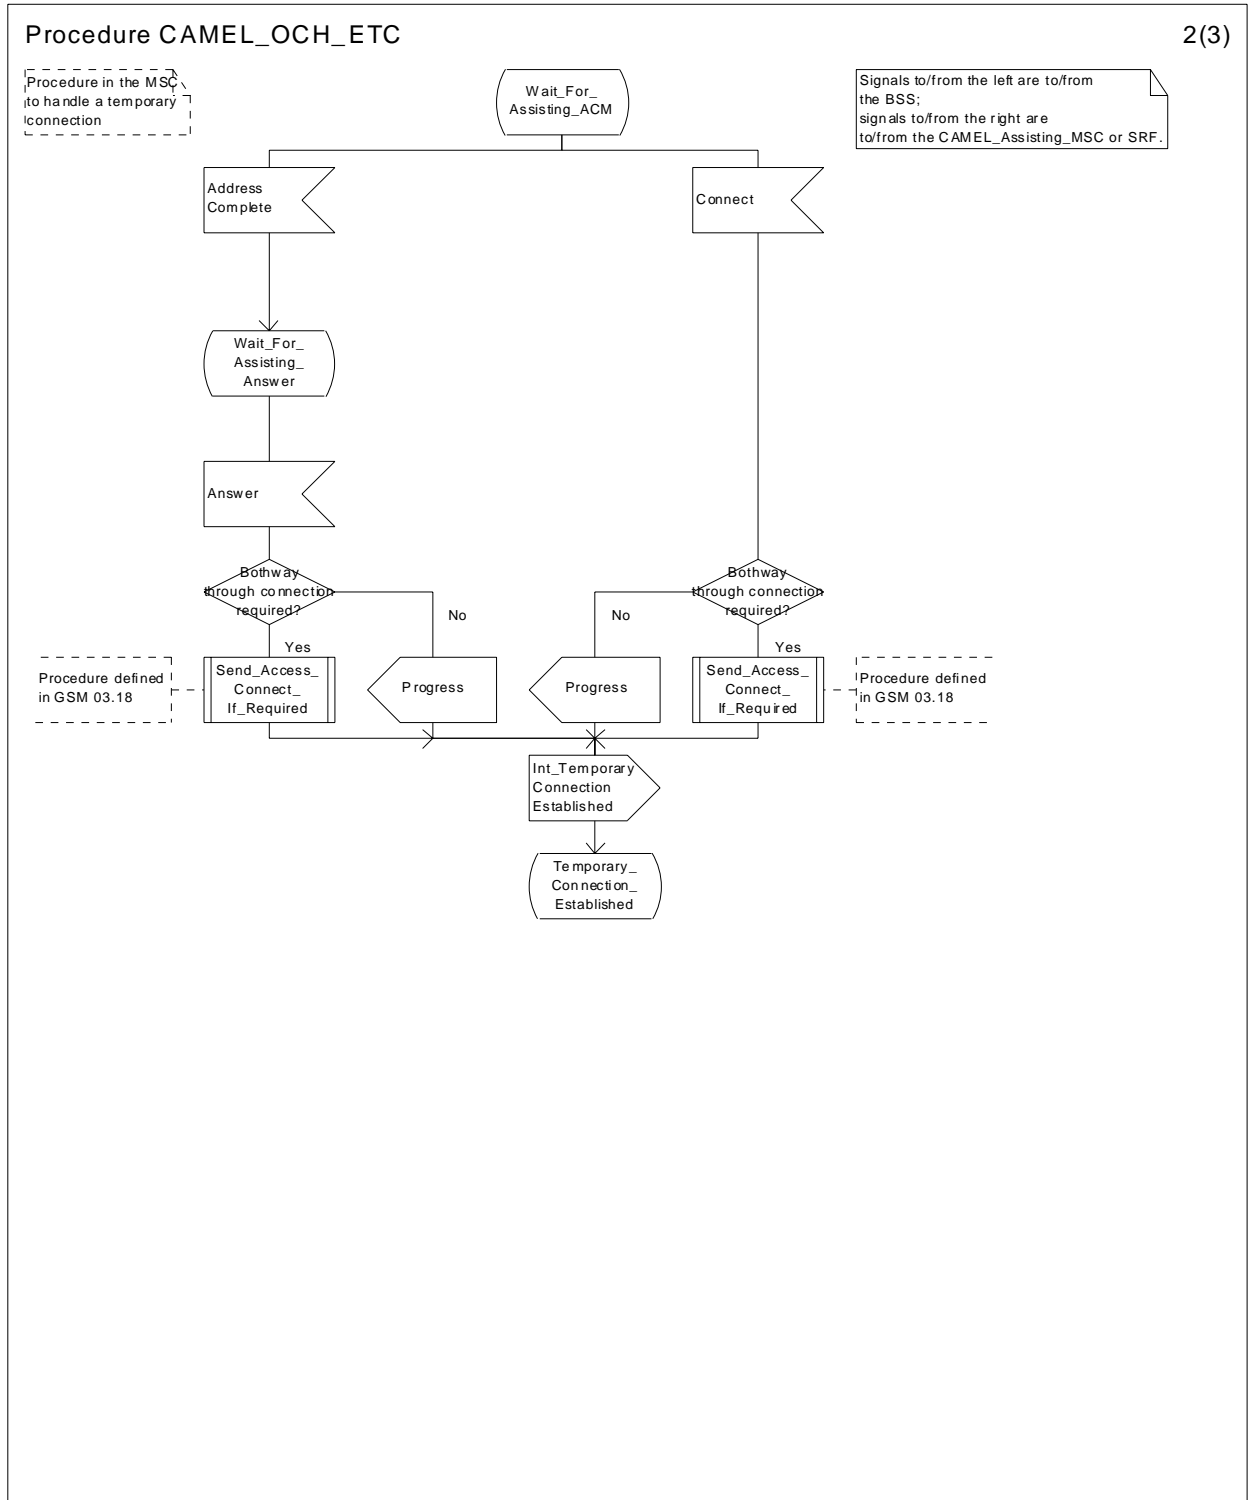 Procedure CAMEL_OCH_ETC
2(3)
Procedure in the MSC
to handle a temporary
connection
Wait_For_
Assisting_ACM
Signals to/from the left are to/from
the BSS;
signals to/from the right are
to/from the CAMEL_Assisting_MSC or SRF.
Address
Complete
Connect
Wait_For_
Assisting_
Answer
Answer
Bothway
through connection
required?
No
Yes
Bothway
through connection
required?
No
Yes
Procedure defined
in GSM 03.18
Send_Access_
Connect_
If_Required
Progress
Progress
Send_Access_
Connect_
If_Required
Procedure defined
in GSM 03.18
Int_Temporary
Connection
Established
Temporary_
Connection_
Established